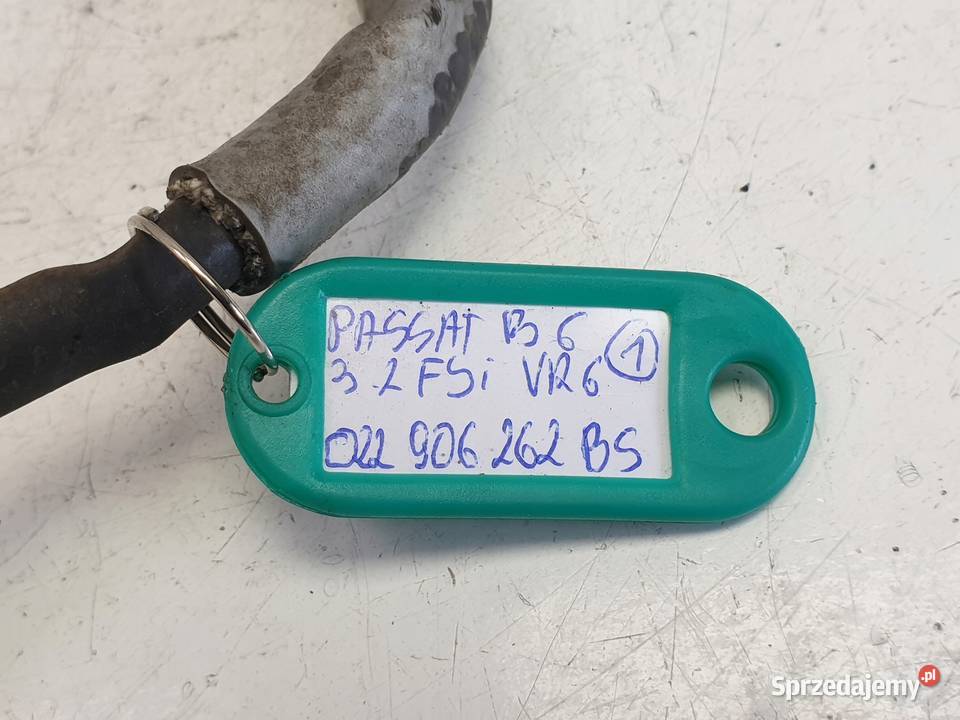 PASSAT B6 1
3 2 FSi VR6
022 906 262 BS
Sprzedajemy.pl